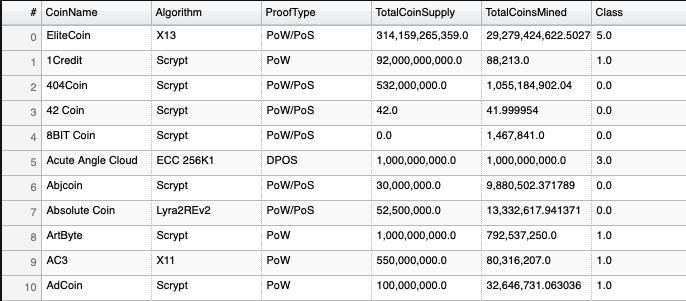 # CoinName Algorithm ProofType TotalCoinSupply TotalCoinsMined Class
0 EliteCoin X13 PoW/PoS 314,159,265,359.0 29,279,424,622.5027 5.0
1 1Credit Scrypt PoW 92,000,000,000.0 88,213.0 1.0
2 404Coin Scrypt PoW/PoS 532,000,000.0 1,055,184,902.04 0.0
3 42 Coin Scrypt PoW/PoS 42.0 41.999954 0.0
4 8BIT Coin Scrypt PoW/PoS 0.0 1,467,841.0 0.0
5 Acute Angle Cloud ECC 256K1 DPOS 1,000,000,000.0 1,000,000,000.0 3.0
6 Abjcoin Scrypt PoW/PoS 30,000,000.0 9,880,502.371789 0.0
7 Absolute Coin Lyra2REv2 PoW/PoS 52,500,000.0 13,332,617.941371 0.0
8 ArtByte Scrypt PoW 1,000,000,000.0 792,537,250.0 1.0
9 AC3 X11 PoW 550,000,000.0 80,316,207.0 1.0
10 AdCoin Scrypt PoW 100,000,000.0 32,646,731.063036 1.0